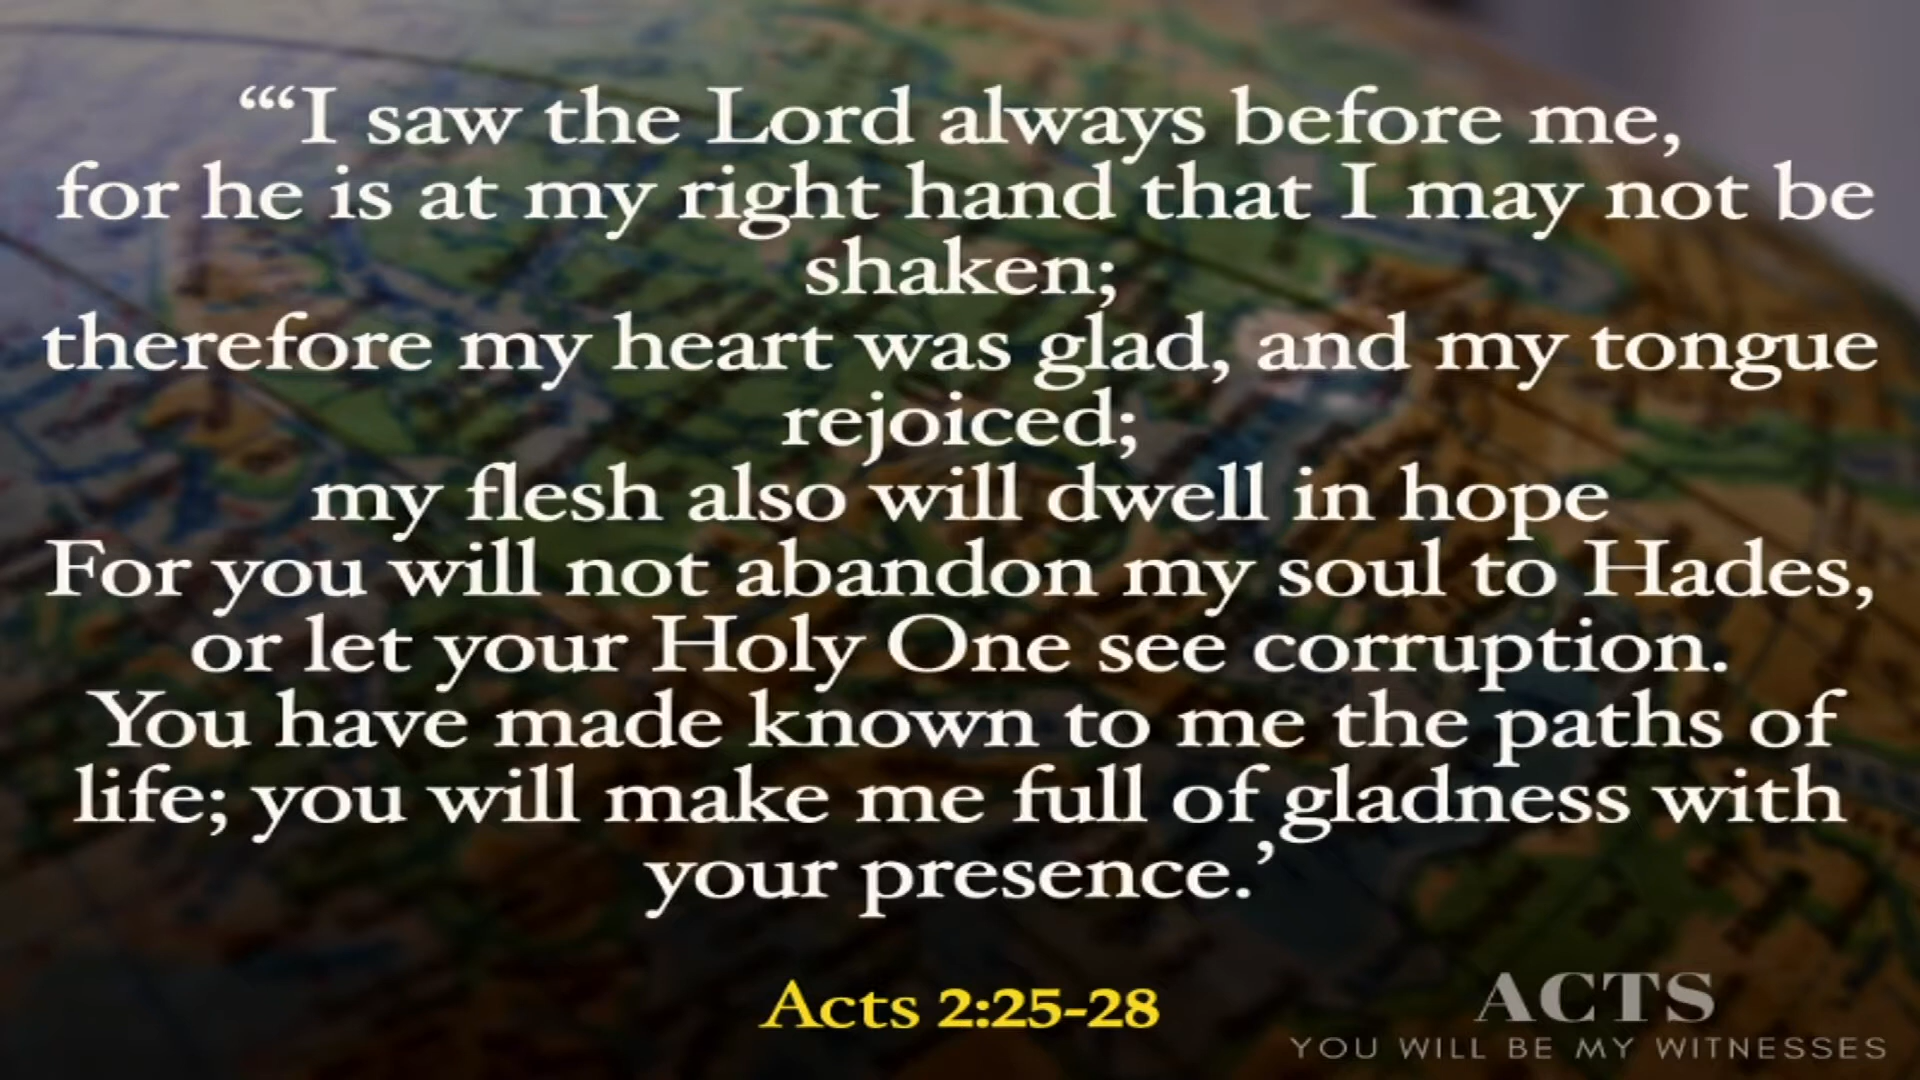 “‘I saw the Lord always before me,
for he is at my right hand that I may not be
shaken;
therefore my heart was glad, and my tongue
rejoiced;
my flesh also will dwell in hope
For you will not abandon my soul to Hades,
or let your Holy One see corruption.
You have made known to me the paths of
life; you will make me full of gladness with
your presence.’
Acts 2:25-28
ACTS
YOU WILL BE MY WITNESSES